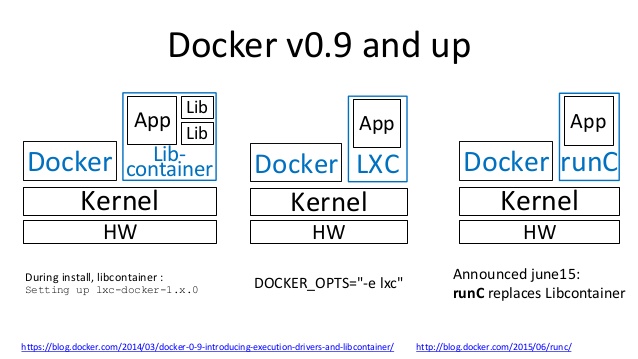 Docker v0.9 and up
App
Lib
Lib
Docker
Lib-
container
Kernel
HW
App
Docker
LXC
Kernel
HW
App
Docker
runC
Kernel
HW
During install, libcontainer :
Setting up lxc-docker-1.x.0
DOCKER_OPTS="-e lxc"
Announced june15:
runC replaces Libcontainer
https://blog.docker.com/2014/03/docker-0-9-introducing-execution-drivers-and-libcontainer/
http://blog.docker.com/2015/06/runc/